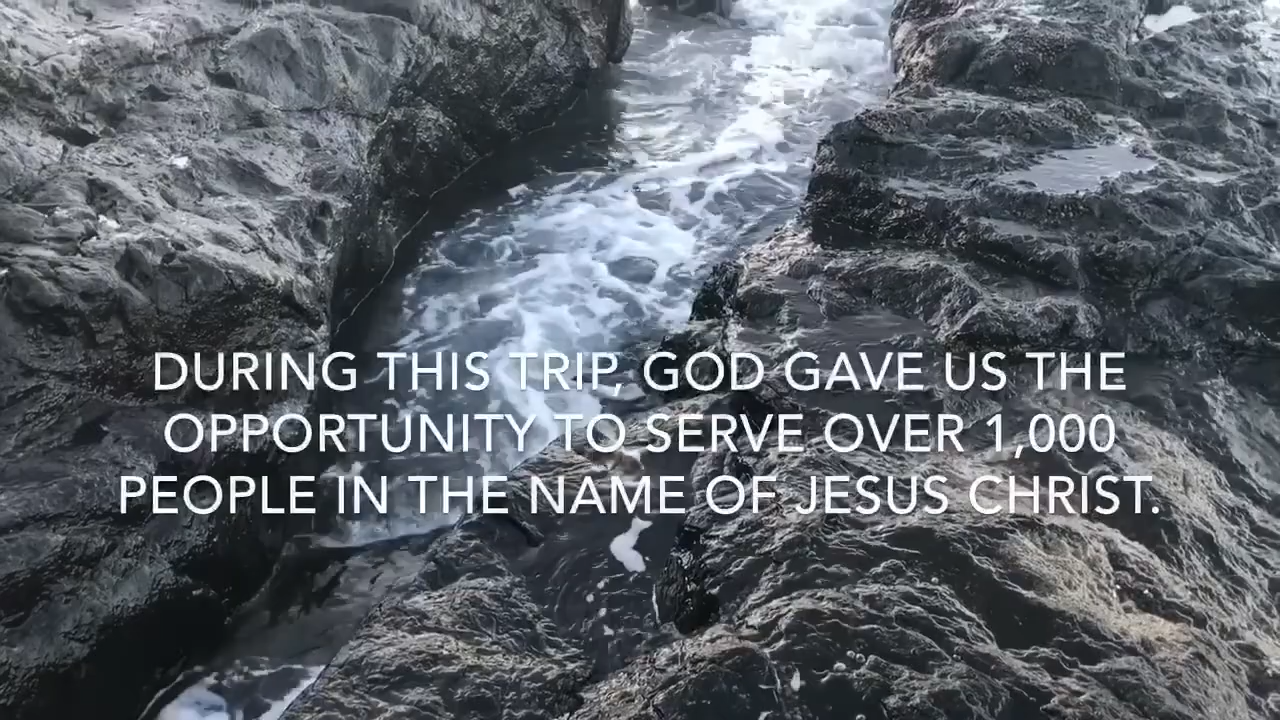 DURING THIS TRIP, GOD GAVE US THE
OPPORTUNITY TO SERVE OVER 1,000
PEOPLE IN THE NAME OF JESUS CHRIST.